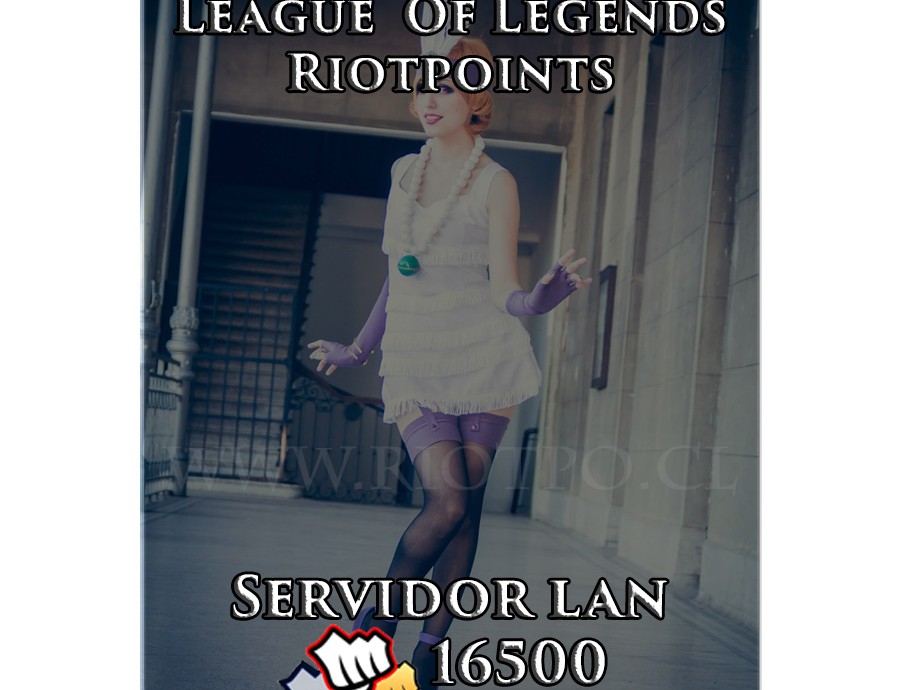 League Of Legends
Riotpoints
WWW.RIOTPO.CL
Servidor LAN
16500